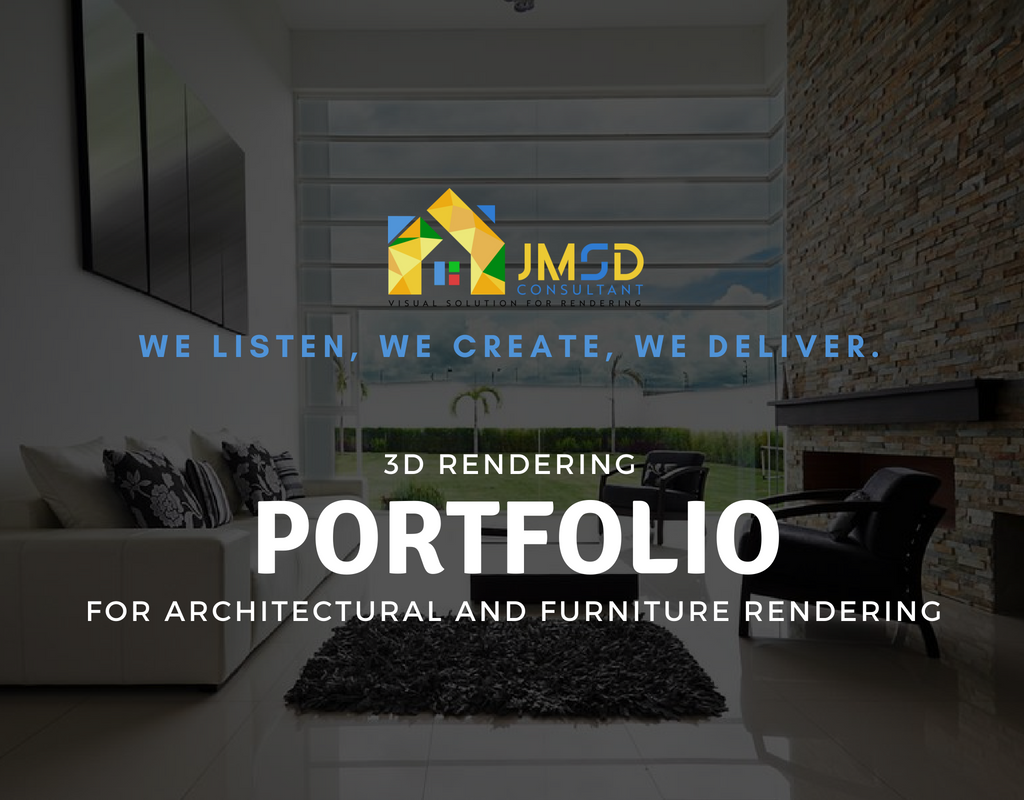 JMSD
CONSULTANT
VISUAL SOLUTION FOR RENDERING
WE LISTEN, WE CREATE, WE DELIVER.
3D RENDERING
PORTFOLIO
FOR ARCHITECTURAL AND FURNITURE RENDERING